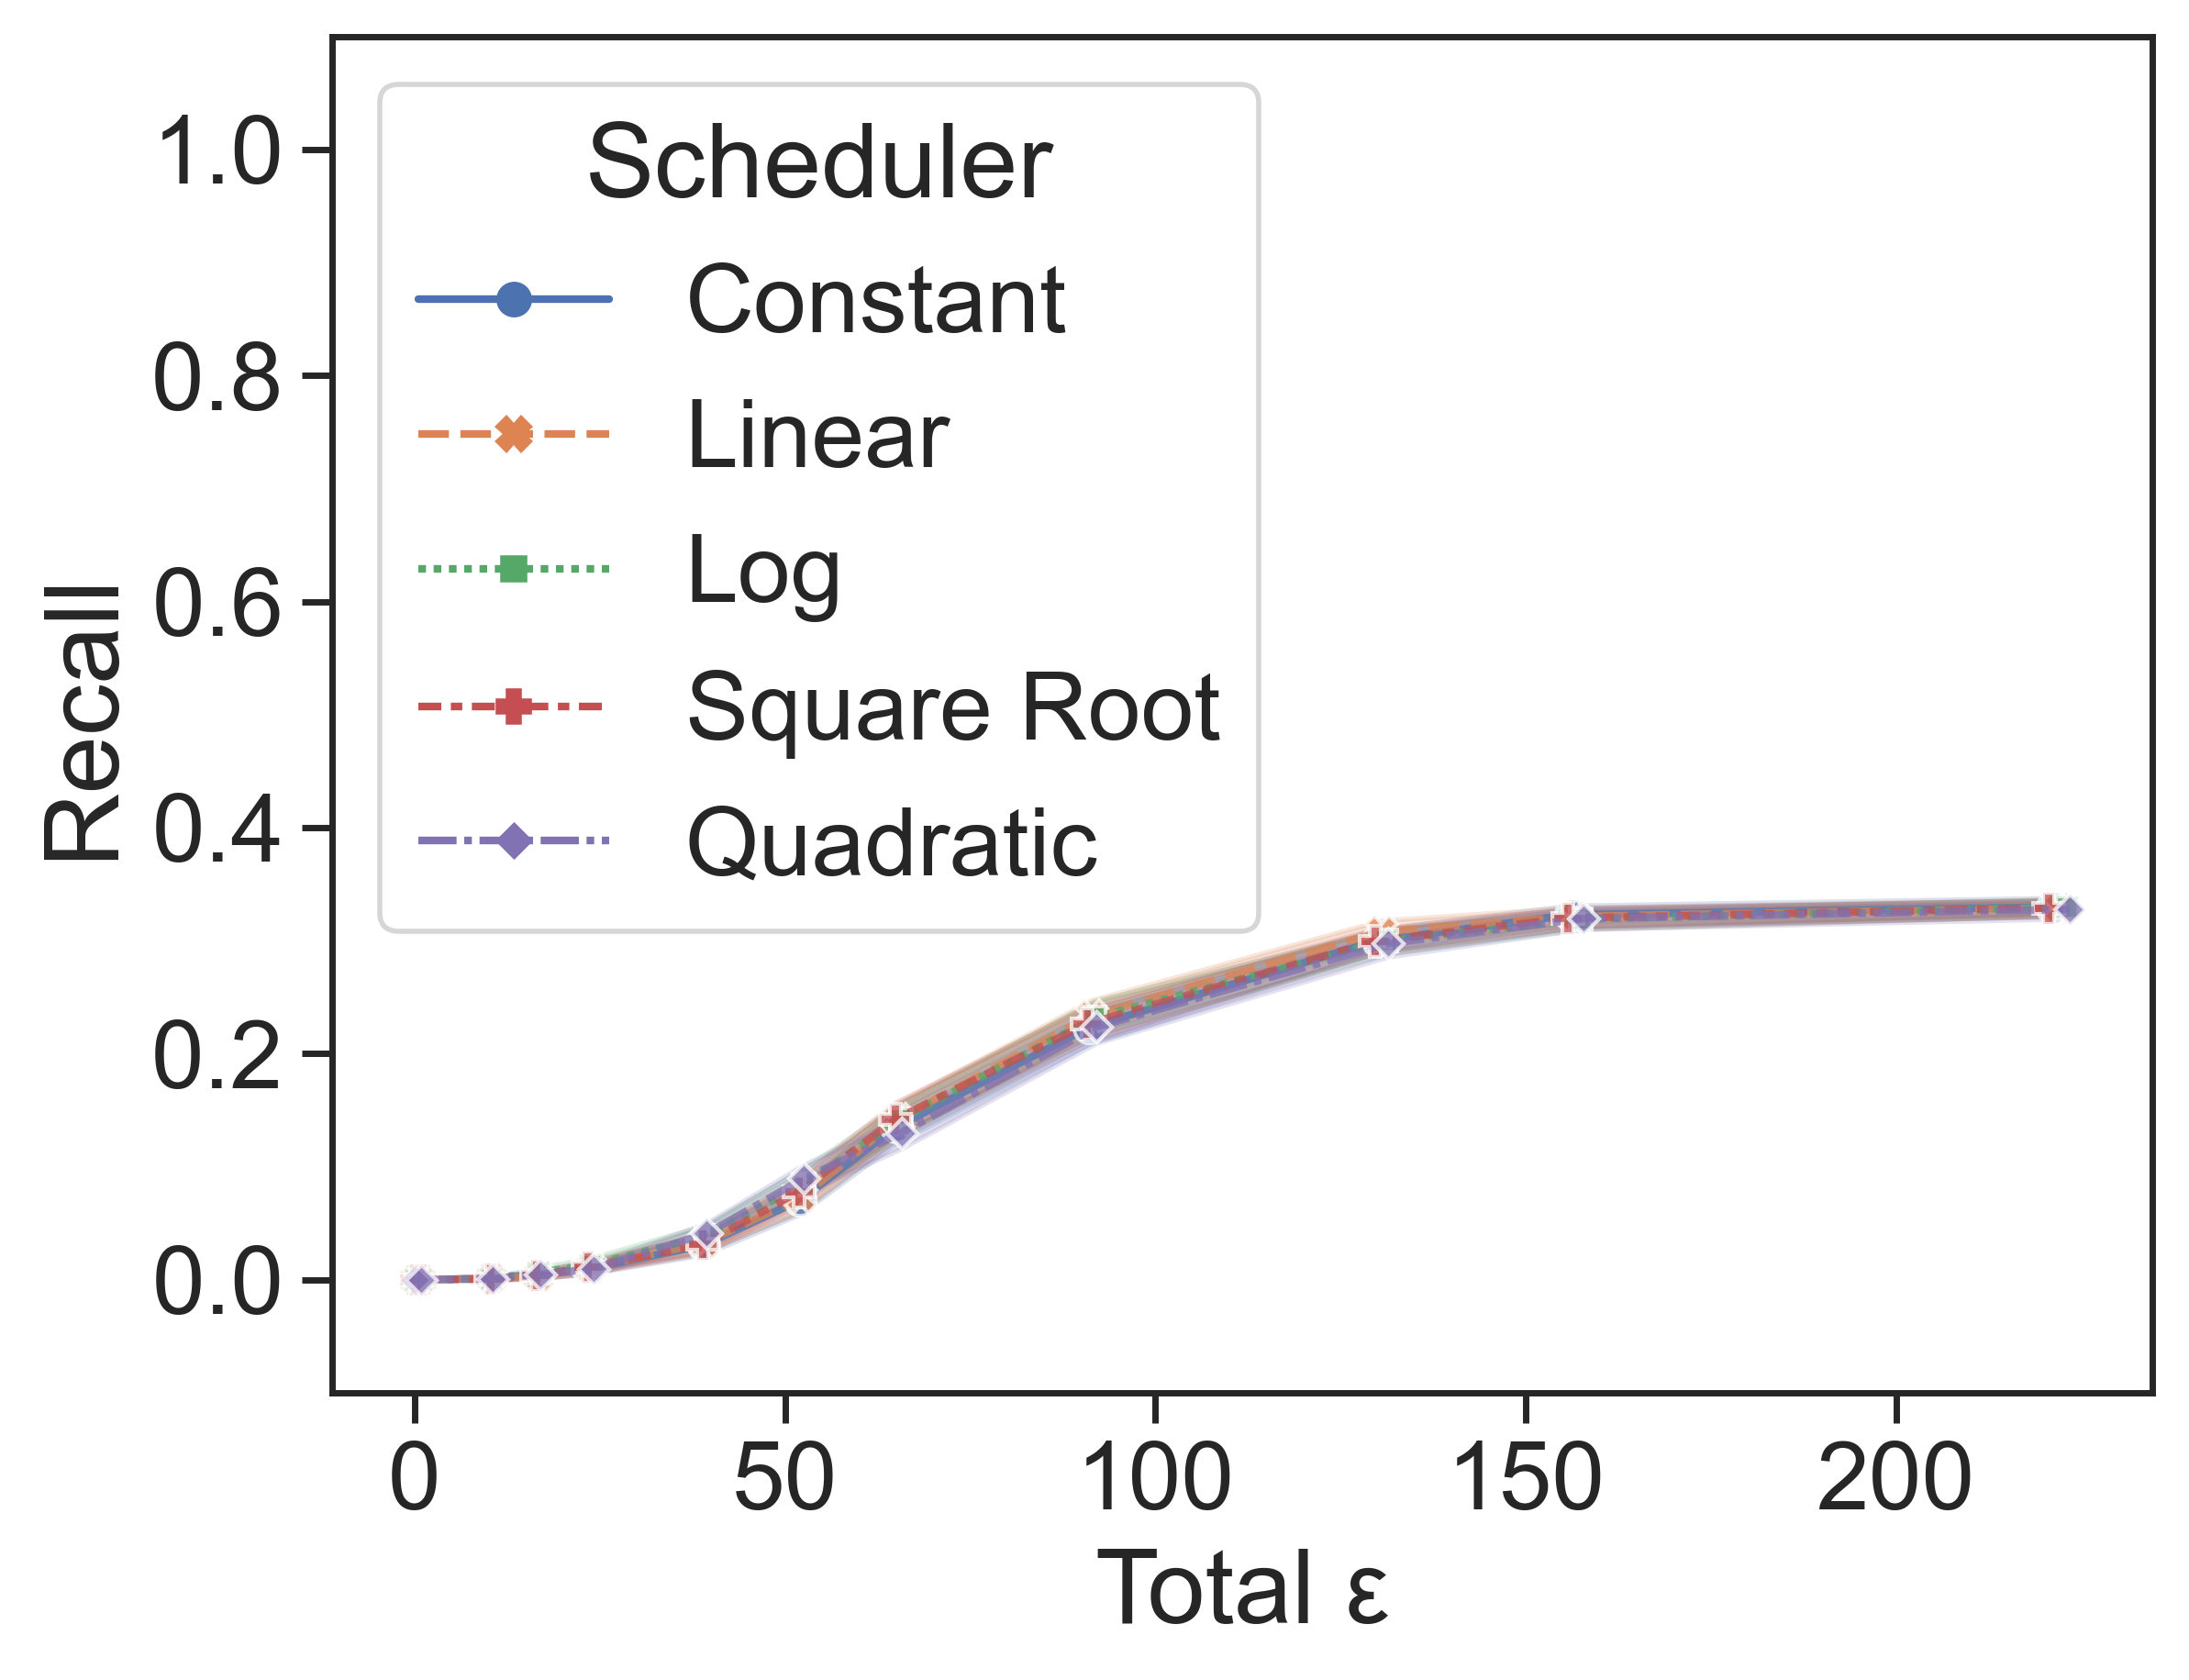 Scheduler
Constant
Linear
Log
Square Root
Quadratic
Recall
1.0
0.8
0.6
0.4
0.2
0.0
0 50 100 150 200
Total ε